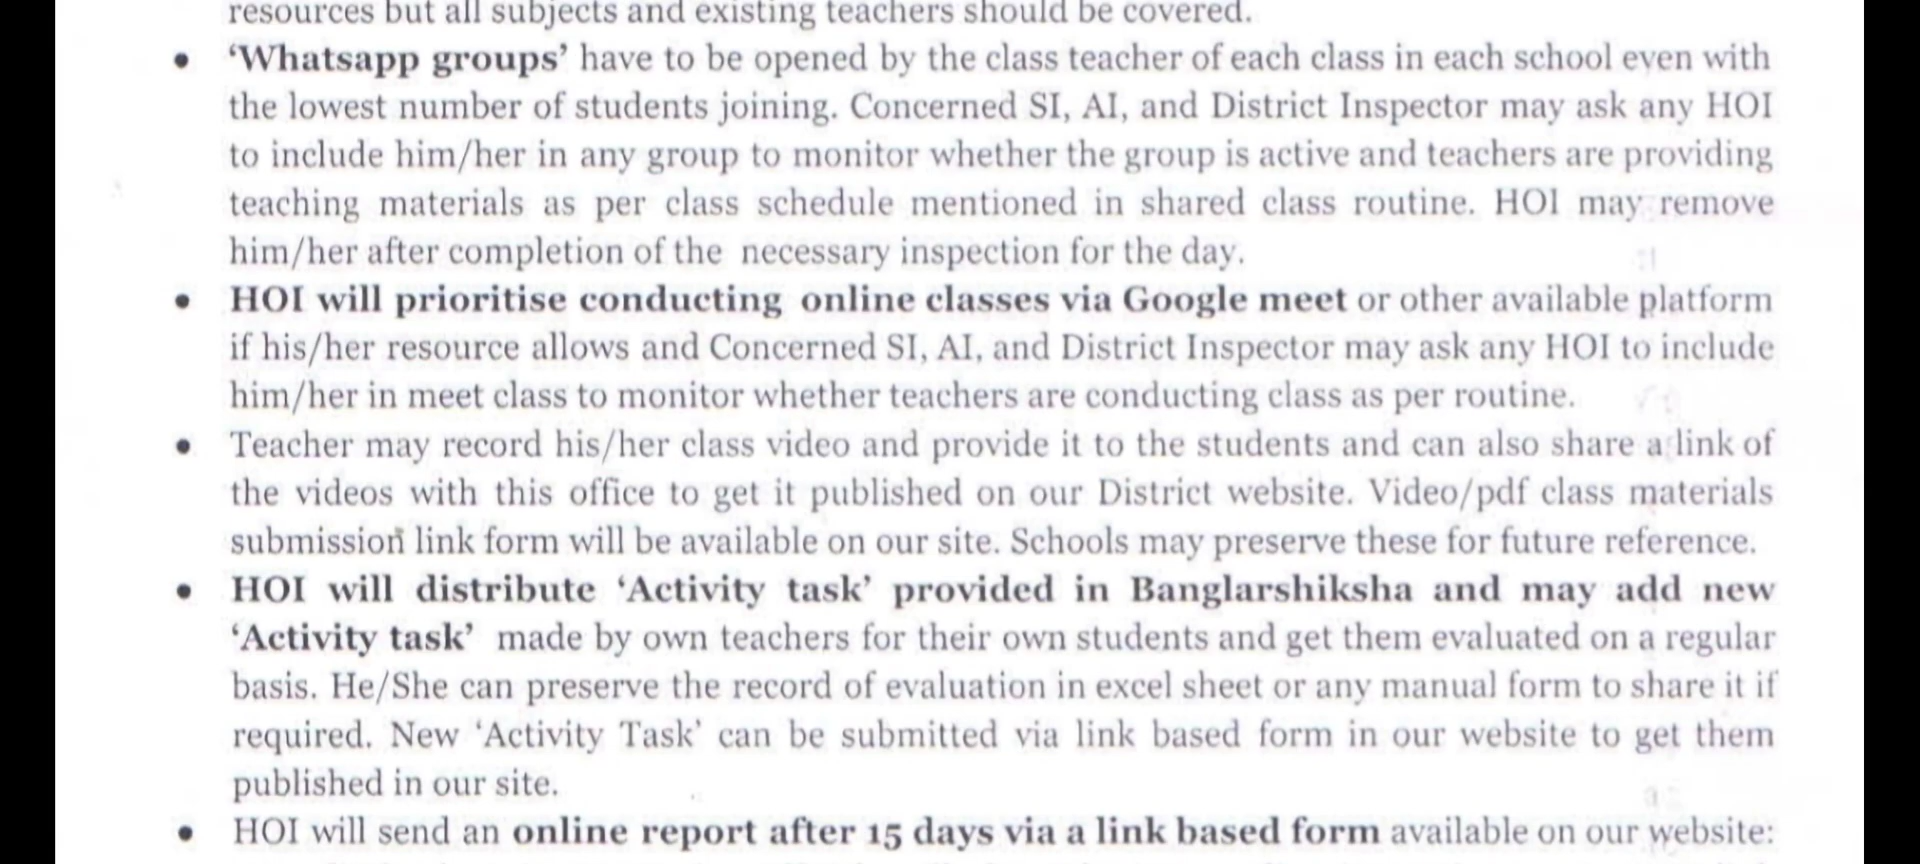 resources but all subjects and existing teachers should be covered.
• ‘Whatsapp groups’ have to be opened by the class teacher of each class in each school even with
the lowest number of students joining. Concerned SI, AI, and District Inspector may ask any HOI
to include him/her in any group to monitor whether the group is active and teachers are providing
teaching materials as per class schedule mentioned in shared class routine. HOI may remove
him/her after completion of the necessary inspection for the day.
• HOI will prioritise conducting online classes via Google meet or other available platform
if his/her resource allows and Concerned SI, AI, and District Inspector may ask any HOI to include
him/her in meet class to monitor whether teachers are conducting class as per routine.
• Teacher may record his/her class video and provide it to the students and can also share a link of
the videos with this office to get it published on our District website. Video/pdf class materials
submission link form will be available on our site. Schools may preserve these for future reference.
• HOI will distribute ‘Activity task’ provided in Banglarshiksha and may add new
‘Activity task’ made by own teachers for their own students and get them evaluated on a regular
basis. He/She can preserve the record of evaluation in excel sheet or any manual form to share it if
required. New ‘Activity Task’ can be submitted via link based form in our website to get them
published in our site.
• HOI will send an online report after 15 days via a link based form available on our website: